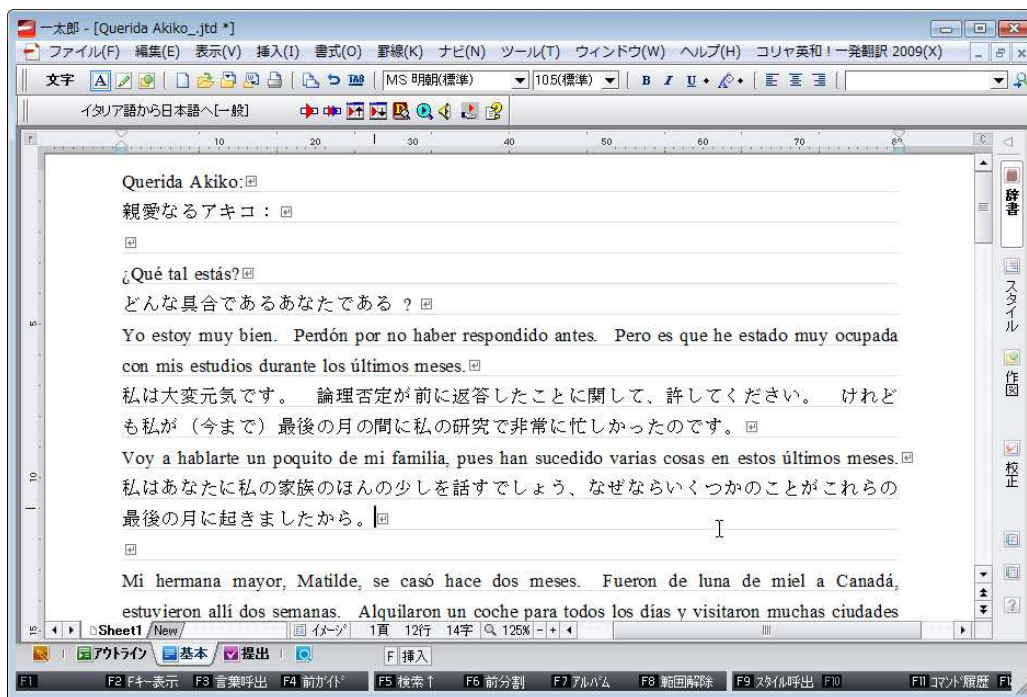 一太郎 - [Querida Akiko_.jtd *]
ファイル(F) 編集(E) 表示(V) 挿入(I) 書式(O) 罫線(K) ナビ(N) ツール(T) ウィンドウ(W) ヘルプ(H) コリャ英和!一発翻訳 2009(X)
文字 A TAB MS 明朝(標準) 10.5(標準) B I U
イタリア語から日本語へ[一般]
10 20 30 40 50 60 70 80
Querida Akiko:
親愛なるアキコ:
¿Qué tal estás?
どんな具合であるあなたである ?
Yo estoy muy bien. Perdón por no haber respondido antes. Pero es que he estado muy ocupada
con mis estudios durante los últimos meses.
私は大変元気です。 論理否定が前に返答したことに関して、許してください。 けれど
も私が(今まで)最後の月の間に私の研究で非常に忙しかったのです。
Voy a hablarte un poquito de mi familia, pues han sucedido varias cosas en estos últimos meses.
私はあなたに私の家族のほんの少しを話すでしょう、なぜならいくつかのことがこれらの
最後の月に起きましたから。
Mi hermana mayor, Matilde, se casó hace dos meses. Fueron de luna de miel a Canadá,
estuvieron allí dos semanas. Alquilaron un coche para todos los días y visitaron muchas ciudades
辞書
スタイル
作図
校正
5
10
15
Sheet1 New イメージ 1頁 12行 14字 125% - +
アウトライン 基本 提出 F 挿入
F1 F2 Fキー表示 F3 言葉呼出 F4 前ガイド F5 検索↑ F6 前分割 F7 アルバム F8 範囲解除 F9 スタイル呼出 F10 F11 コマンド履歴